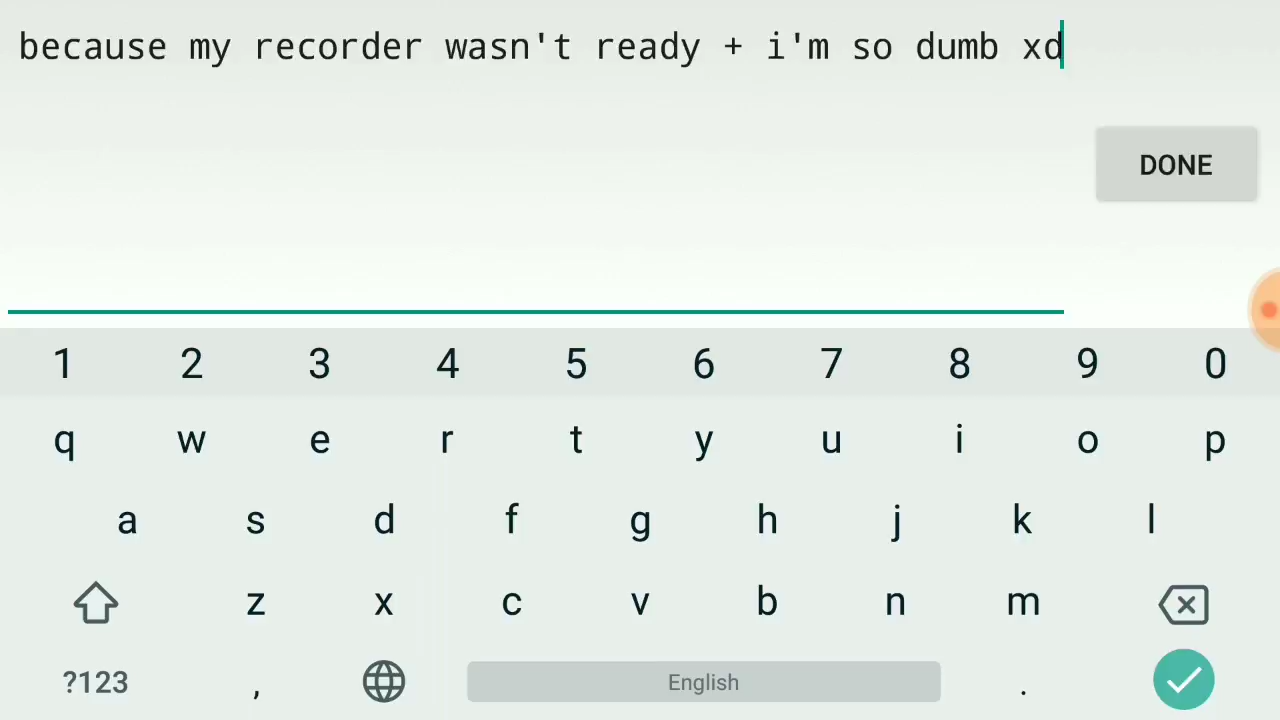 because my recorder wasn't ready + i'm so dumb xd
DONE
1 2 3 4 5 6 7 8 9 0
q w e r t y u i o p
a s d f g h j k l
z x c v b n m
?123 , English .